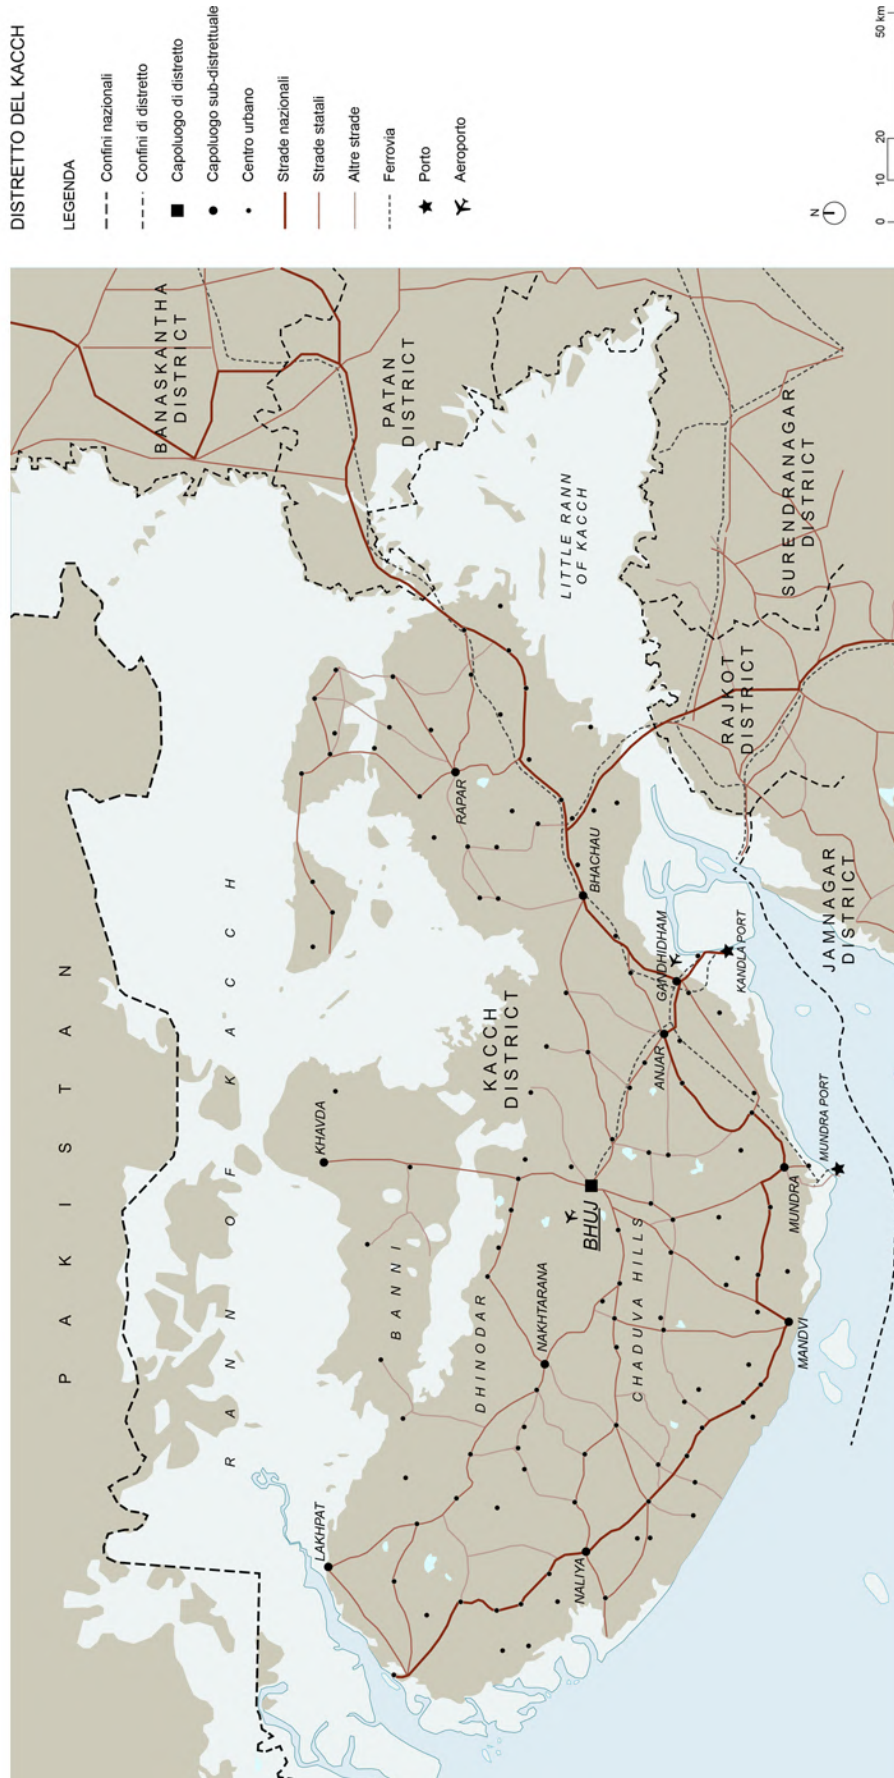 DISTRETTO DEL KACCH
LEGENDA
Confini nazionali
Confini di distretto
Capoluogo di distretto
Capoluogo sub-distrettuale
Centro urbano
Strade nazionali
Strade statali
Altre strade
Ferrovia
Porto
Aeroporto
N
0 10 20 50 km
PAKISTAN
RANN OF KACCH
BANASKANTHA
DISTRICT
PATAN
DISTRICT
LITTLE RANN
OF KACCH
SURENDRANAGAR
DISTRICT
RAJKOT
DISTRICT
JAMNAGAR
DISTRICT
KACCH
DISTRICT
LAKHPAT
KHAVDA
BANNI
DHINODAR
NAKHTARANA
CHADUVA HILLS
BHUJ
RAPAR
BHACHAU
GANDHIDHAM
ANJAR
KANDLA PORT
NALIYA
MANDVI
MUNDRA
MUNDRA PORT